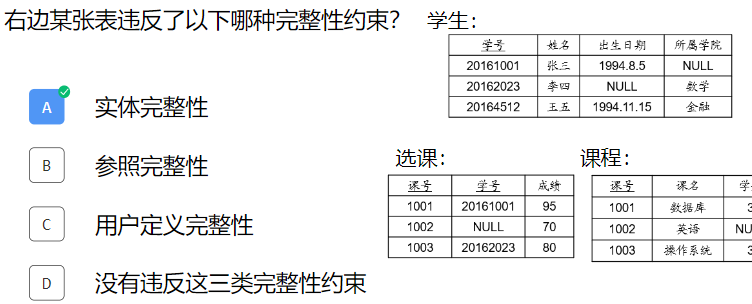 右边某张表违反了以下哪种完整性约束?
学生:
学号 姓名 出生日期 所属学院
20161001 张三 1994.8.5 NULL
20162023 李四 NULL 数学
20164512 王五 1994.11.15 金融
A 实体完整性
B 参照完整性
C 用户定义完整性
D 没有违反这三类完整性约束
选课:
课号 学号 成绩
1001 20161001 95
1002 NULL 70
1003 20162023 80
课程:
课号 课名 学
1001 数据库 3
1002 英语 NU
1003 操作系统 3